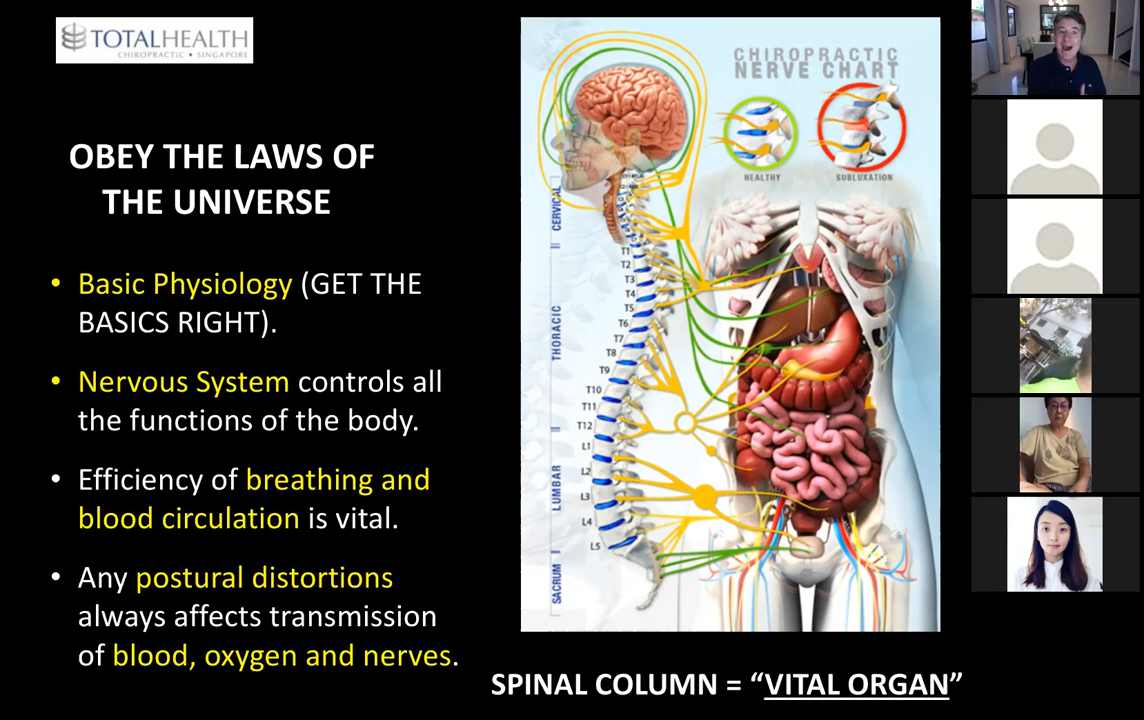 TOTALHEALTH
CHIROPRACTIC • SINGAPORE
OBEY THE LAWS OF
THE UNIVERSE
• Basic Physiology (GET THE
BASICS RIGHT).
• Nervous System controls all
the functions of the body.
• Efficiency of breathing and
blood circulation is vital.
• Any postural distortions
always affects transmission
of blood, oxygen and nerves.
CHIROPRACTIC
NERVE CHART
HEALTHY
SUBLUXATION
CERVICAL
THORACIC
LUMBAR
SACRUM
T1
T2
T3
T4
T5
T6
T7
T8
T9
T10
T11
T12
L1
L2
L3
L4
L5
SPINAL COLUMN = “VITAL ORGAN”